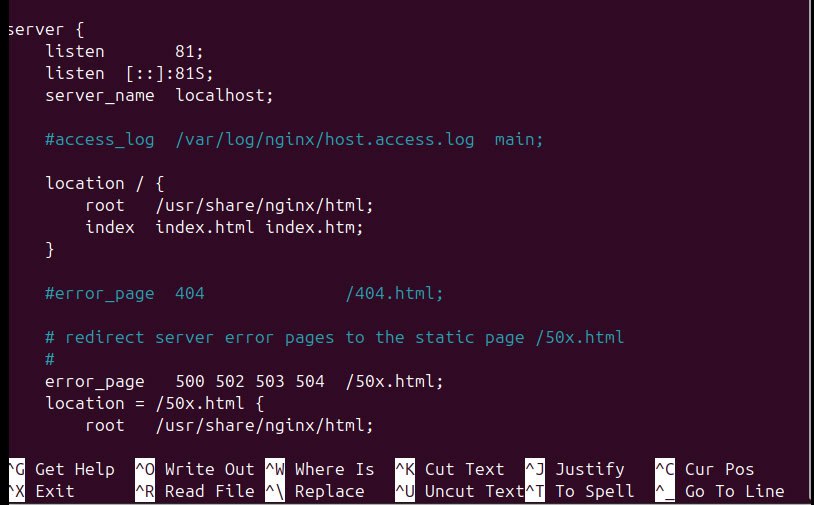 server {
    listen       81;
    listen  [::]:81S;
    server_name  localhost;
    #access_log  /var/log/nginx/host.access.log  main;
    location / {
        root   /usr/share/nginx/html;
        index  index.html index.htm;
    }
    #error_page  404              /404.html;
    # redirect server error pages to the static page /50x.html
    #
    error_page   500 502 503 504  /50x.html;
    location = /50x.html {
        root   /usr/share/nginx/html;
^G Get Help  ^O Write Out ^W Where Is  ^K Cut Text  ^J Justify   ^C Cur Pos
^X Exit      ^R Read File ^\ Replace   ^U Uncut Text^T To Spell  ^_ Go To Line